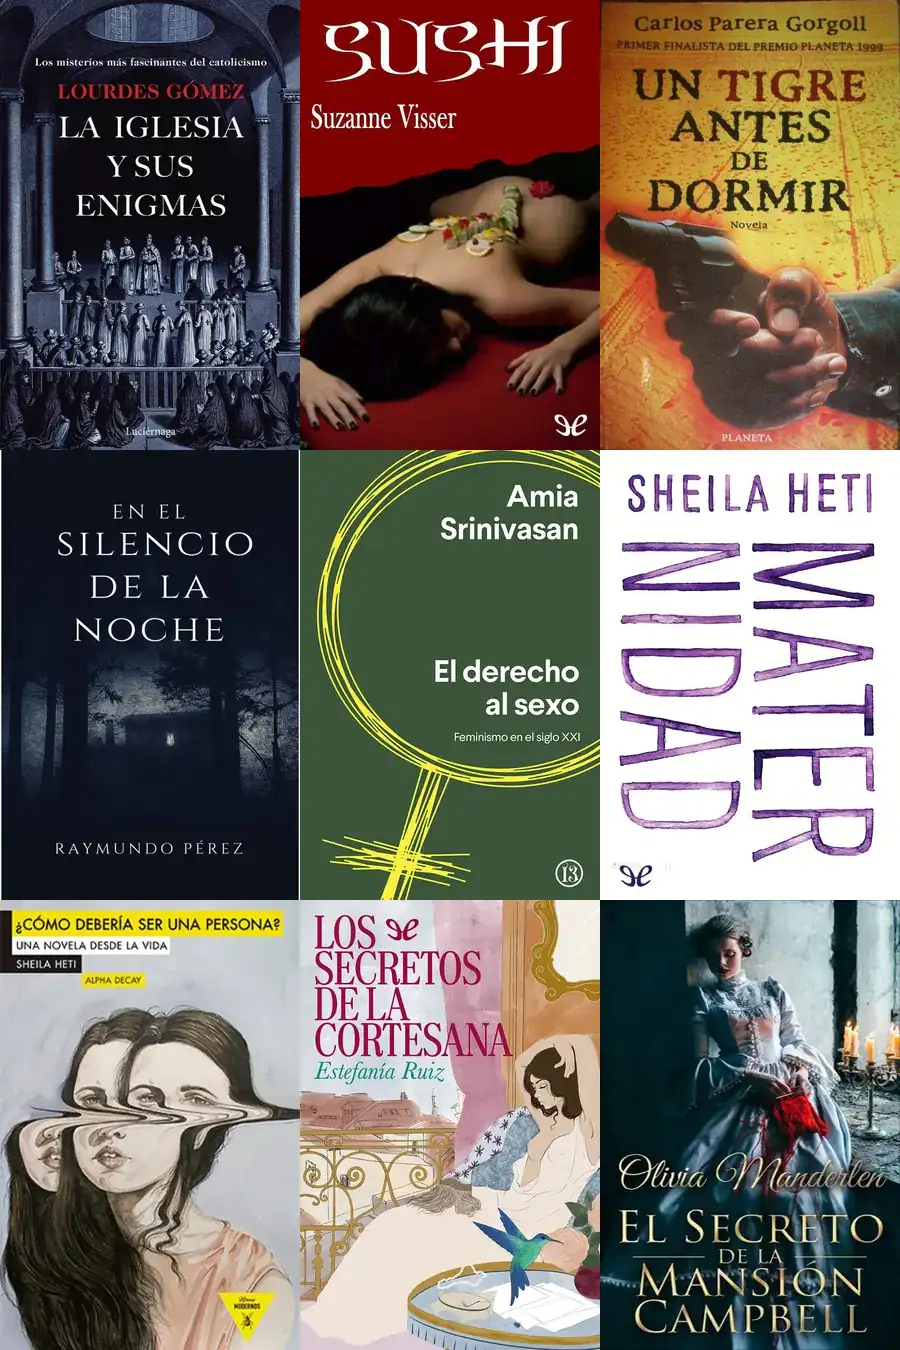 Los misterios más fascinantes del catolicismo
LOURDES GÓMEZ
LA IGLESIA
Y SUS
ENIGMAS
Luciérnaga
SUSHI
Suzanne Visser
Carlos Parera Gorgoll
PRIMER FINALISTA DEL PREMIO PLANETA 1999
UN TIGRE
ANTES
DE
DORMIR
Novela
PLANETA
EN EL
SILENCIO
DE LA
NOCHE
RAYMUNDO PÉREZ
Amia
Srinivasan
El derecho
al sexo
Feminismo en el siglo XXI
13
SHEILA HETI
MATER
NIDAD
¿CÓMO DEBERÍA SER UNA PERSONA?
UNA NOVELA DESDE LA VIDA
SHEILA HETI
ALPHA DECAY
Héroes
MODERNOS
LOS
SECRETOS
DE LA
CORTESANA
Estefanía Ruiz
Olivia Manderlen
EL SECRETO
DE LA
MANSIÓN
CAMPBELL